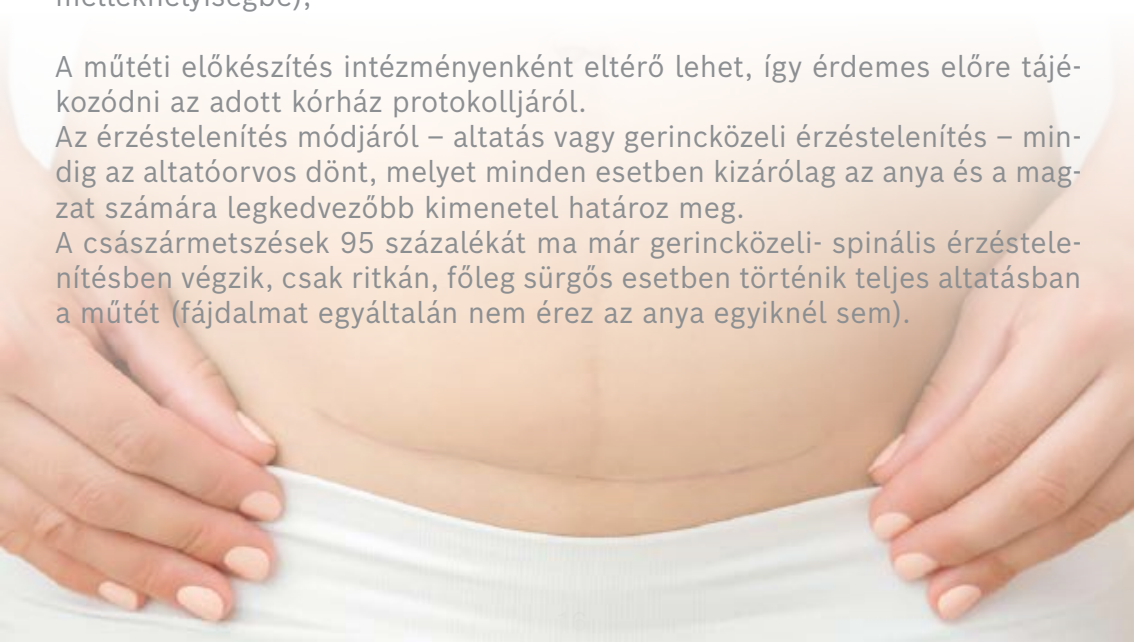 mellékhelyiségbe),
A műtéti előkészítés intézményenként eltérő lehet, így érdemes előre tájé-
kozódni az adott kórház protokolljáról.
Az érzéstelenítés módjáról – altatás vagy gerincközeli érzéstelenítés – min-
dig az altatóorvos dönt, melyet minden esetben kizárólag az anya és a mag-
zat számára legkedvezőbb kimenetel határoz meg.
A császármetszések 95 százalékát ma már gerincközeli- spinális érzéstele-
nítésben végzik, csak ritkán, főleg sürgős esetben történik teljes altatásban
a műtét (fájdalmat egyáltalán nem érez az anya egyiknél sem).